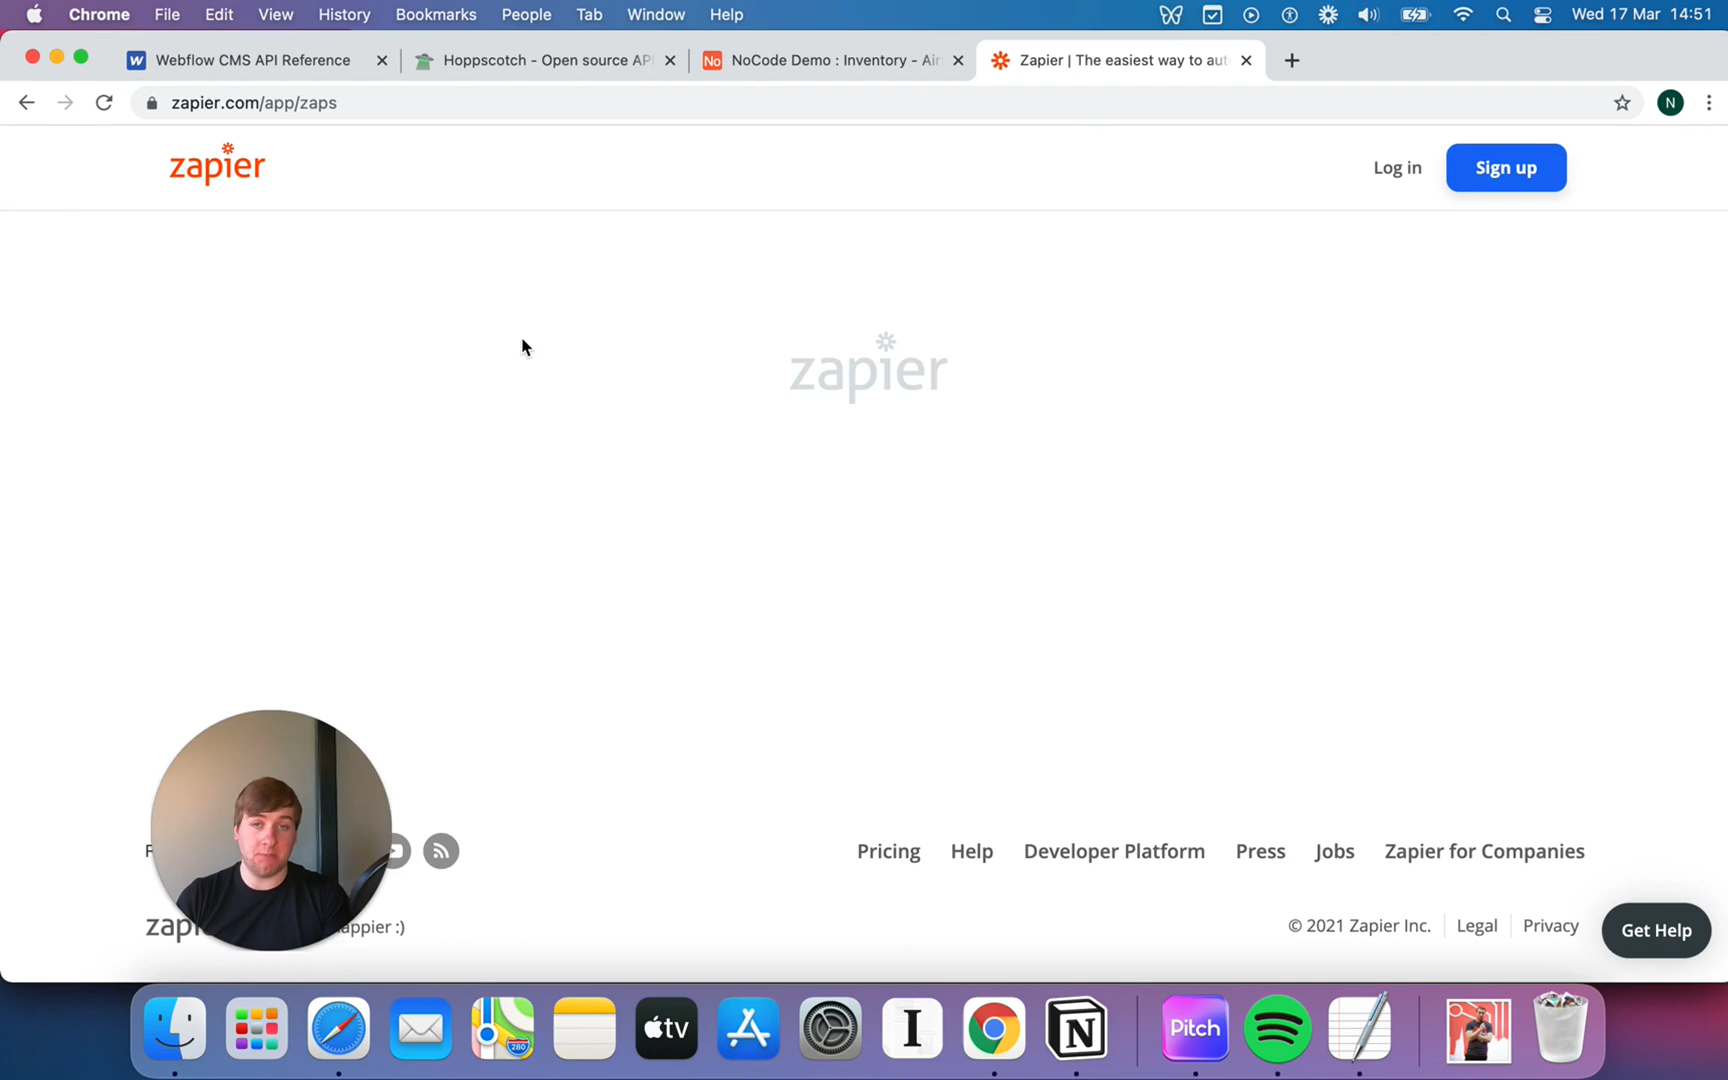 Chrome File Edit View History Bookmarks People Tab Window Help Wed 17 Mar 14:51
Webflow CMS API Reference Hoppscotch - Open source API No NoCode Demo : Inventory - Air Zapier | The easiest way to aut
zapier.com/app/zaps N
zapier Log in Sign up
zapier
Pricing Help Developer Platform Press Jobs Zapier for Companies
© 2021 Zapier Inc. Legal Privacy Get Help
tv Pitch
280